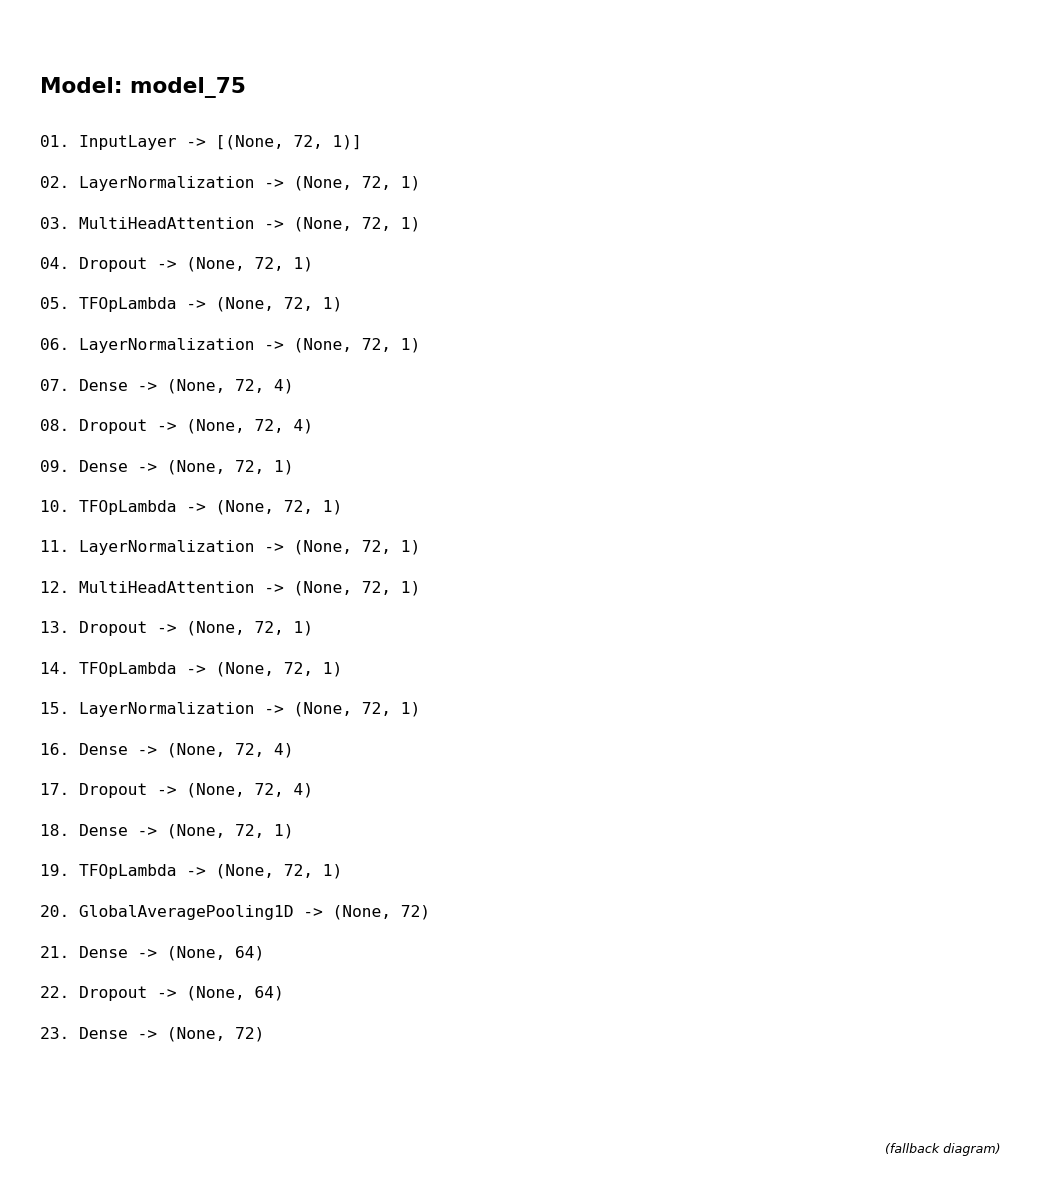 Model: model_75
01. InputLayer -> [(None, 72, 1)]
02. LayerNormalization -> (None, 72, 1)
03. MultiHeadAttention -> (None, 72, 1)
04. Dropout -> (None, 72, 1)
05. TFOpLambda -> (None, 72, 1)
06. LayerNormalization -> (None, 72, 1)
07. Dense -> (None, 72, 4)
08. Dropout -> (None, 72, 4)
09. Dense -> (None, 72, 1)
10. TFOpLambda -> (None, 72, 1)
11. LayerNormalization -> (None, 72, 1)
12. MultiHeadAttention -> (None, 72, 1)
13. Dropout -> (None, 72, 1)
14. TFOpLambda -> (None, 72, 1)
15. LayerNormalization -> (None, 72, 1)
16. Dense -> (None, 72, 4)
17. Dropout -> (None, 72, 4)
18. Dense -> (None, 72, 1)
19. TFOpLambda -> (None, 72, 1)
20. GlobalAveragePooling1D -> (None, 72)
21. Dense -> (None, 64)
22. Dropout -> (None, 64)
23. Dense -> (None, 72)
(fallback diagram)